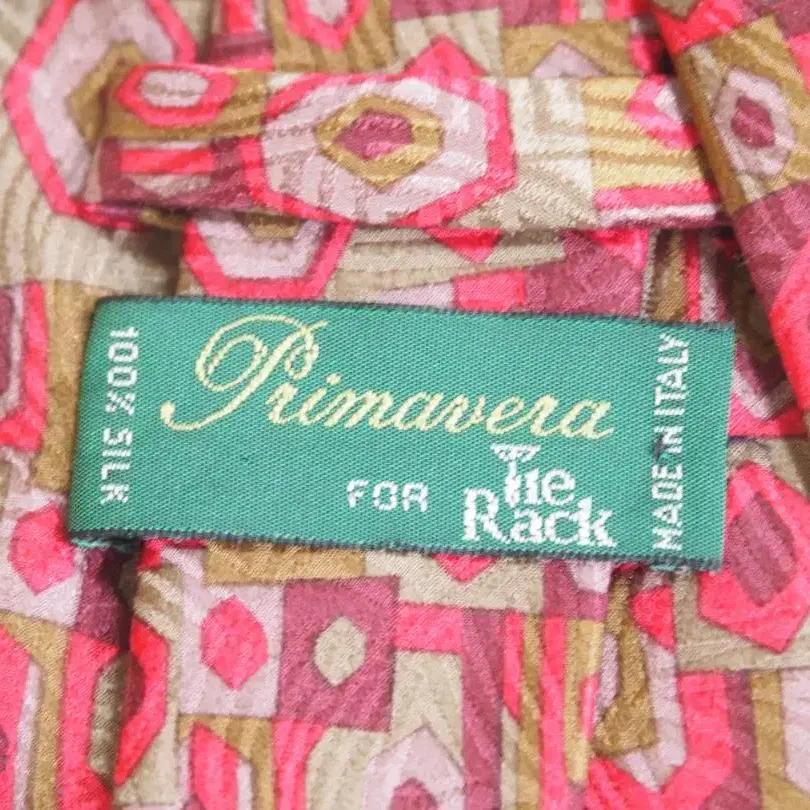 100% SILK
Primavera
FOR Tie Rack
MADE IN ITALY